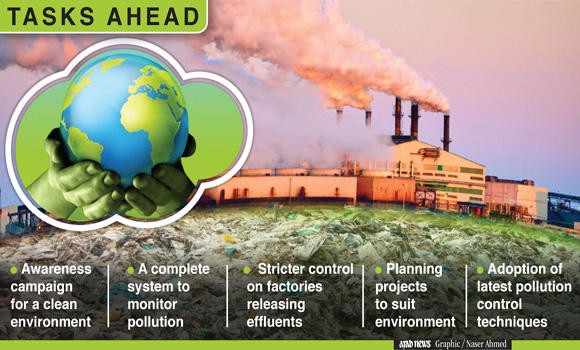 TASKS AHEAD
• Awareness
campaign
for a clean
environment
• A complete
system to
monitor
pollution
• Stricter control
on factories
releasing
effluents
• Planning
projects
to suit
environment
• Adoption of
latest pollution
control
techniques
ARAB NEWS Graphic / Naser Ahmed